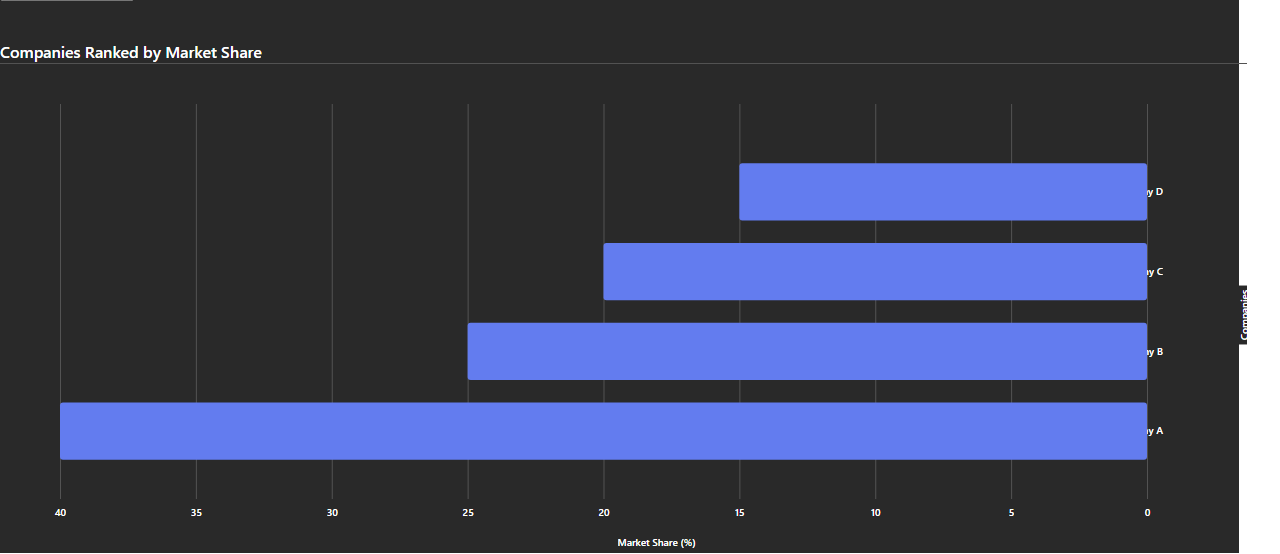 Companies Ranked by Market Share
y D
y C
y B
y A
Companies
40 35 30 25 20 15 10 5 0
Market Share (%)